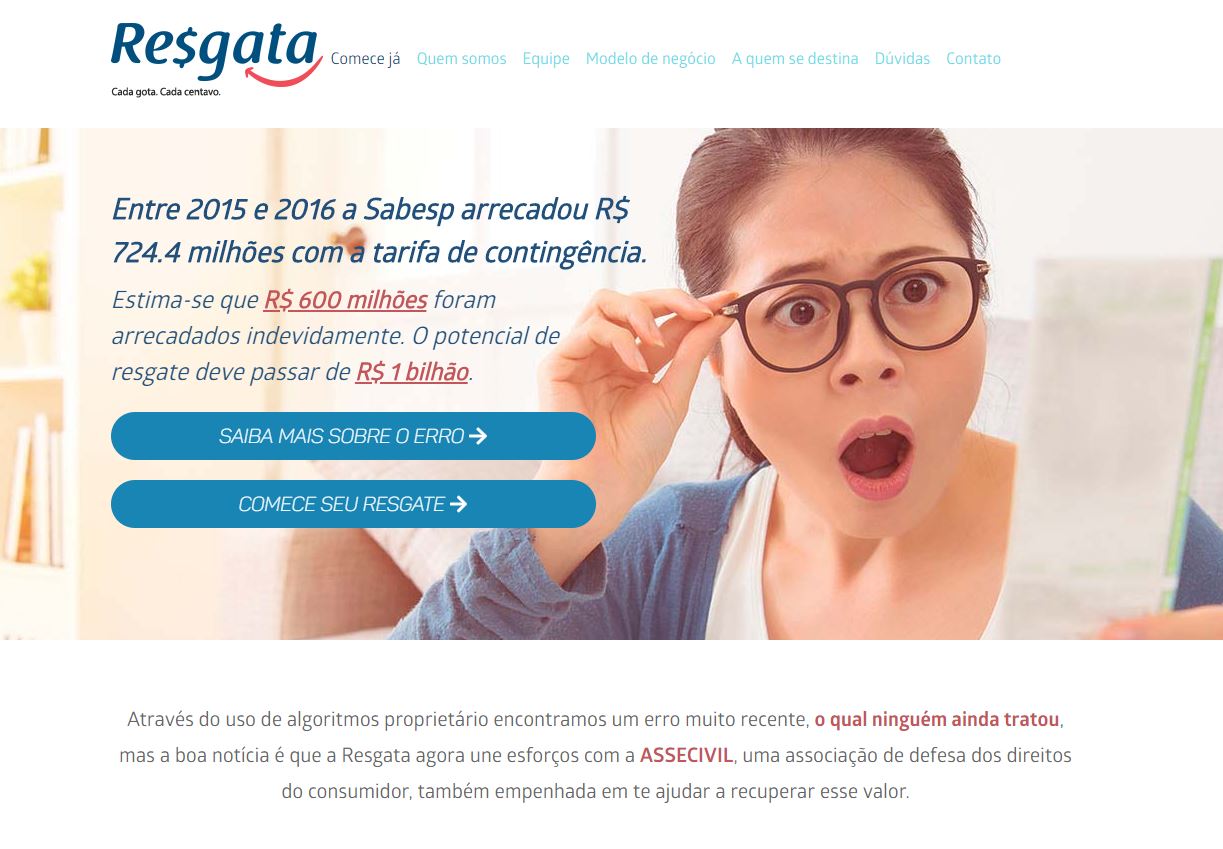 Re$gata
Cada gota. Cada centavo.
Comece já Quem somos Equipe Modelo de negócio A quem se destina Dúvidas Contato
Entre 2015 e 2016 a Sabesp arrecadou R$
724.4 milhões com a tarifa de contingência.
Estima-se que R$ 600 milhões foram
arrecadados indevidamente. O potencial de
resgate deve passar de R$ 1 bilhão.
SAIBA MAIS SOBRE O ERRO →
COMECE SEU RESGATE →
Através do uso de algoritmos proprietário encontramos um erro muito recente, o qual ninguém ainda tratou,
mas a boa notícia é que a Resgata agora une esforços com a ASSECIVIL, uma associação de defesa dos direitos
do consumidor, também empenhada em te ajudar a recuperar esse valor.